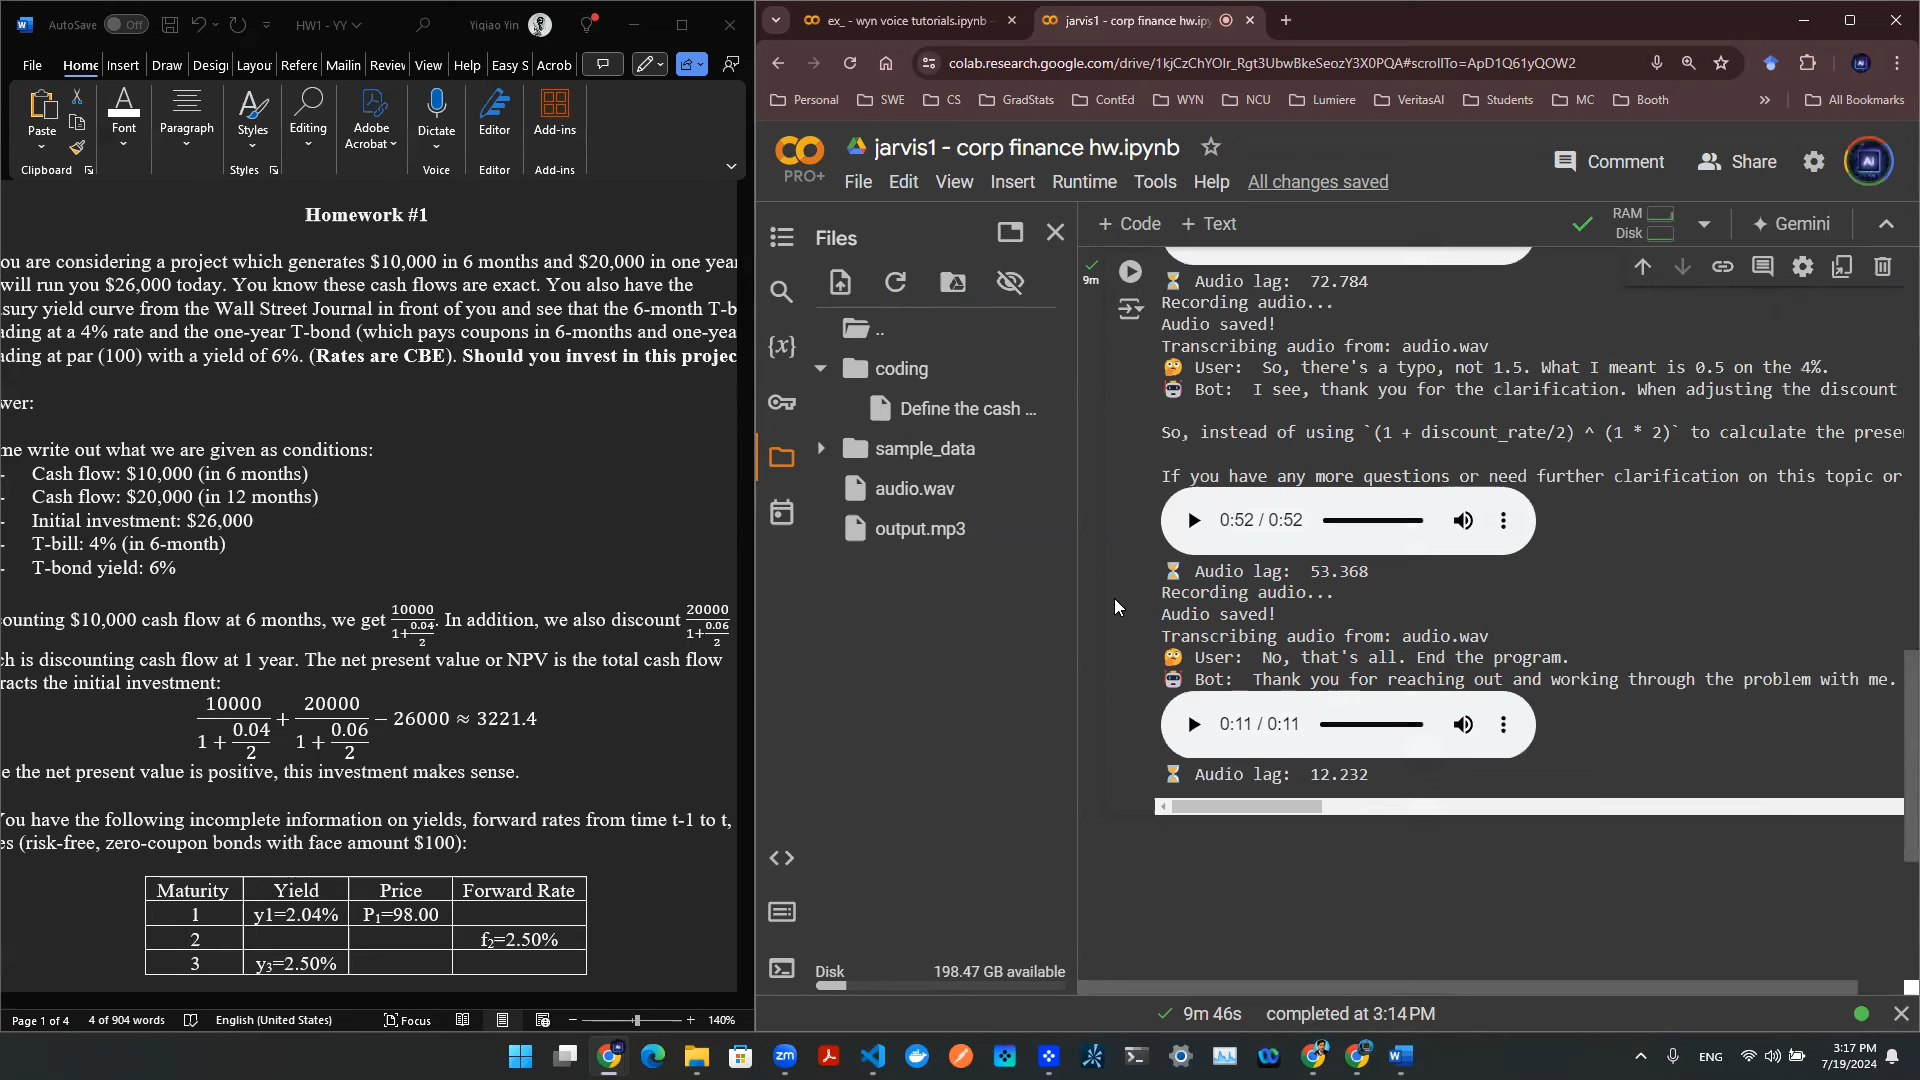 AutoSave Off HW1 - YY Yiqiao Yin
File Home Insert Draw Desig Layou Refere Mailin Review View Help Easy S Acrob
Paste Font Paragraph Styles Editing Adobe Acrobat Dictate Editor Add-ins
Clipboard Styles Voice Editor Add-ins
Homework #1
ou are considering a project which generates $10,000 in 6 months and $20,000 in one year
will run you $26,000 today. You know these cash flows are exact. You also have the
sury yield curve from the Wall Street Journal in front of you and see that the 6-month T-b
ading at a 4% rate and the one-year T-bond (which pays coupons in 6-months and one-yea
ading at par (100) with a yield of 6%. (Rates are CBE). Should you invest in this projec
wer:
me write out what we are given as conditions:
- Cash flow: $10,000 (in 6 months)
- Cash flow: $20,000 (in 12 months)
- Initial investment: $26,000
- T-bill: 4% (in 6-month)
- T-bond yield: 6%
ounting $10,000 cash flow at 6 months, we get 10000/(1+0.04/2). In addition, we also discount 20000/(1+0.06/2)
ch is discounting cash flow at 1 year. The net present value or NPV is the total cash flow
racts the initial investment:
10000/(1+0.04/2) + 20000/(1+0.06/2) − 26000 ≈ 3221.4
e the net present value is positive, this investment makes sense.
You have the following incomplete information on yields, forward rates from time t-1 to t,
es (risk-free, zero-coupon bonds with face amount $100):
Maturity Yield Price Forward Rate
1 y1=2.04% P1=98.00
2 f2=2.50%
3 y3=2.50%
Page 1 of 4 4 of 904 words English (United States) Focus 140%
ex_ - wyn voice tutorials.ipynb jarvis1 - corp finance hw.ipy
colab.research.google.com/drive/1kjCzChYOIr_Rgt3UbwBkeSeozY3X0PQA#scrollTo=ApD1Q61yQOW2
Personal SWE CS GradStats ContEd WYN NCU Lumiere VeritasAI Students MC Booth » All Bookmarks
PRO+ jarvis1 - corp finance hw.ipynb Comment Share
File Edit View Insert Runtime Tools Help All changes saved
Files + Code + Text RAM Disk Gemini
..
coding
Define the cash ...
sample_data
audio.wav
output.mp3
{x}
Disk 198.47 GB available
9m
Audio lag: 72.784
Recording audio...
Audio saved!
Transcribing audio from: audio.wav
User: So, there's a typo, not 1.5. What I meant is 0.5 on the 4%.
Bot: I see, thank you for the clarification. When adjusting the discount
So, instead of using `(1 + discount_rate/2) ^ (1 * 2)` to calculate the prese
If you have any more questions or need further clarification on this topic or
0:52 / 0:52
Audio lag: 53.368
Recording audio...
Audio saved!
Transcribing audio from: audio.wav
User: No, that's all. End the program.
Bot: Thank you for reaching out and working through the problem with me.
0:11 / 0:11
Audio lag: 12.232
9m 46s completed at 3:14 PM
zm ENG 3:17 PM
7/19/2024